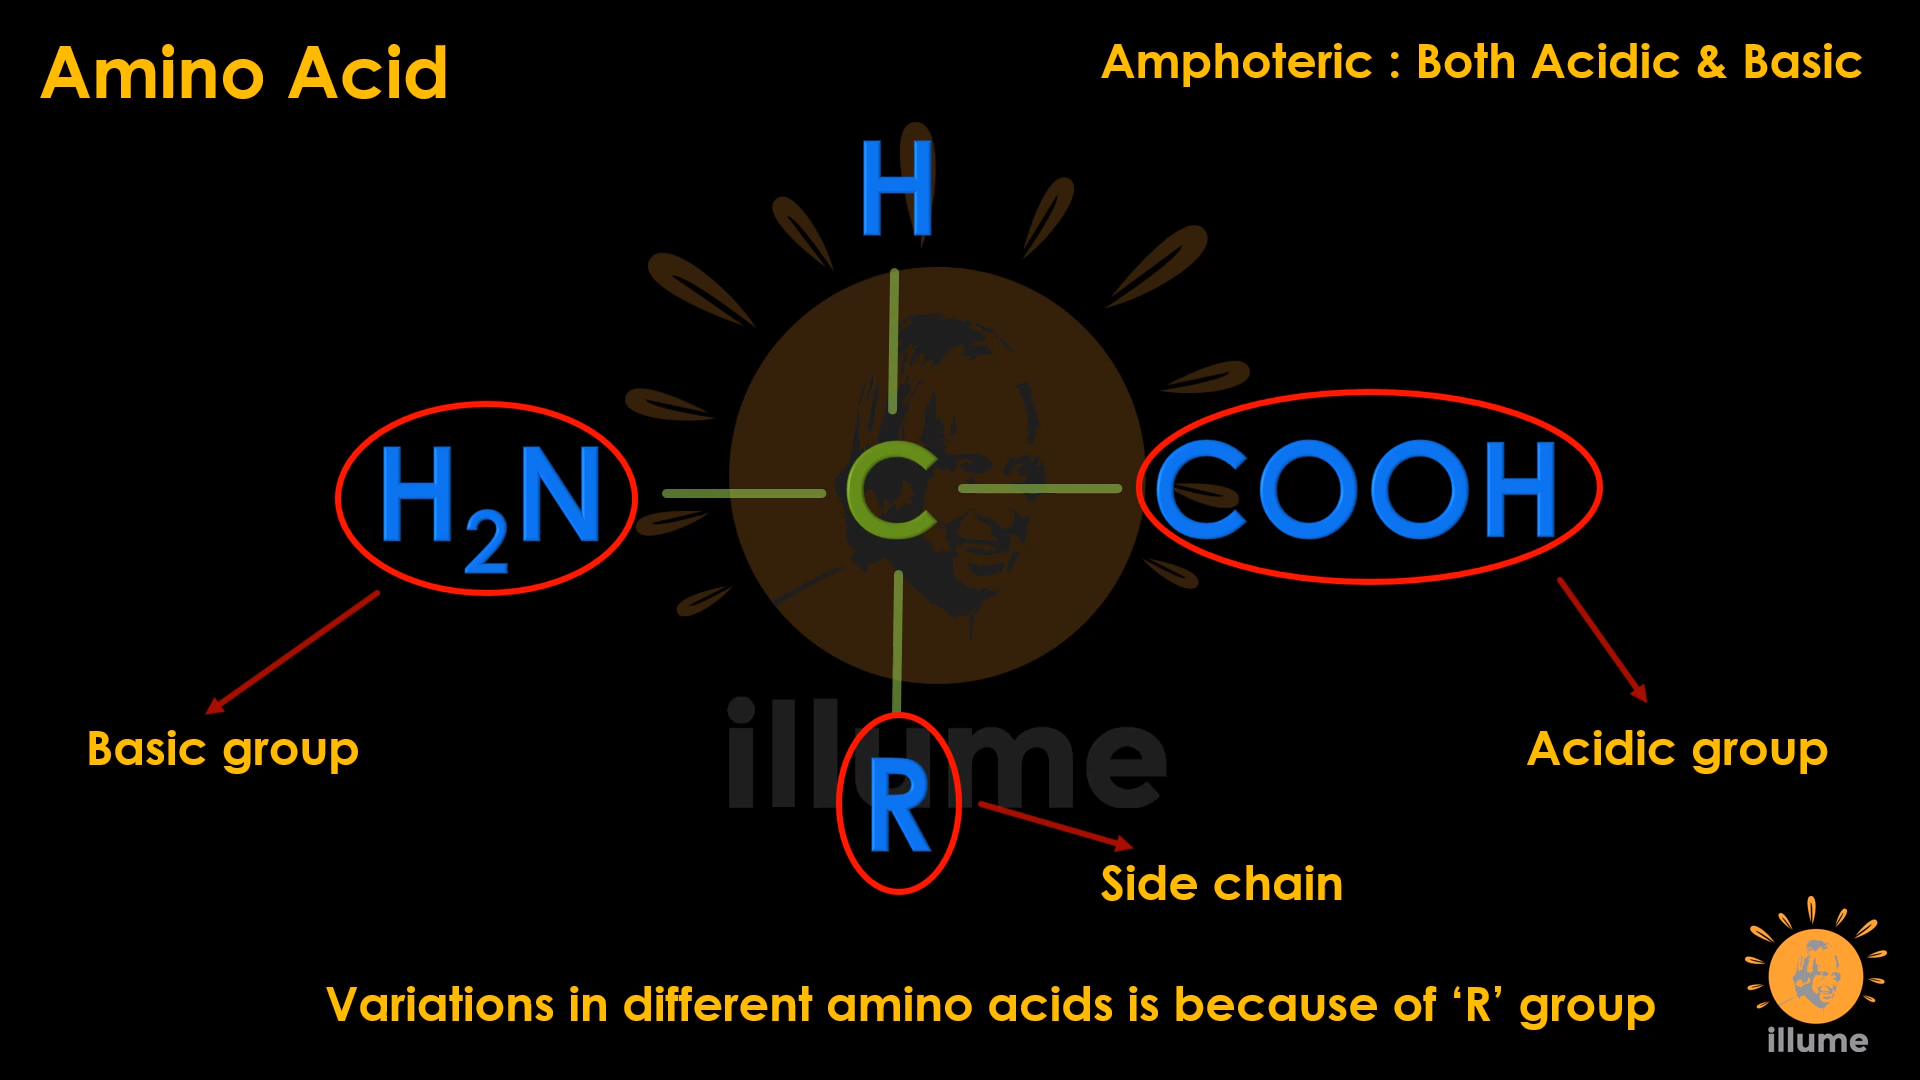 Amino Acid
Amphoteric : Both Acidic & Basic
H
H₂N C COOH
Basic group
Acidic group
R
Side chain
Variations in different amino acids is because of ‘R’ group
illume
illume